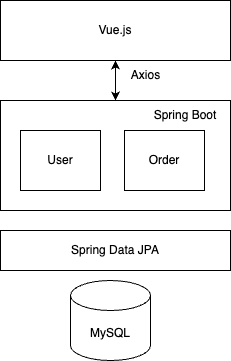 Vue.js
Axios
Spring Boot
User
Order
Spring Data JPA
MySQL